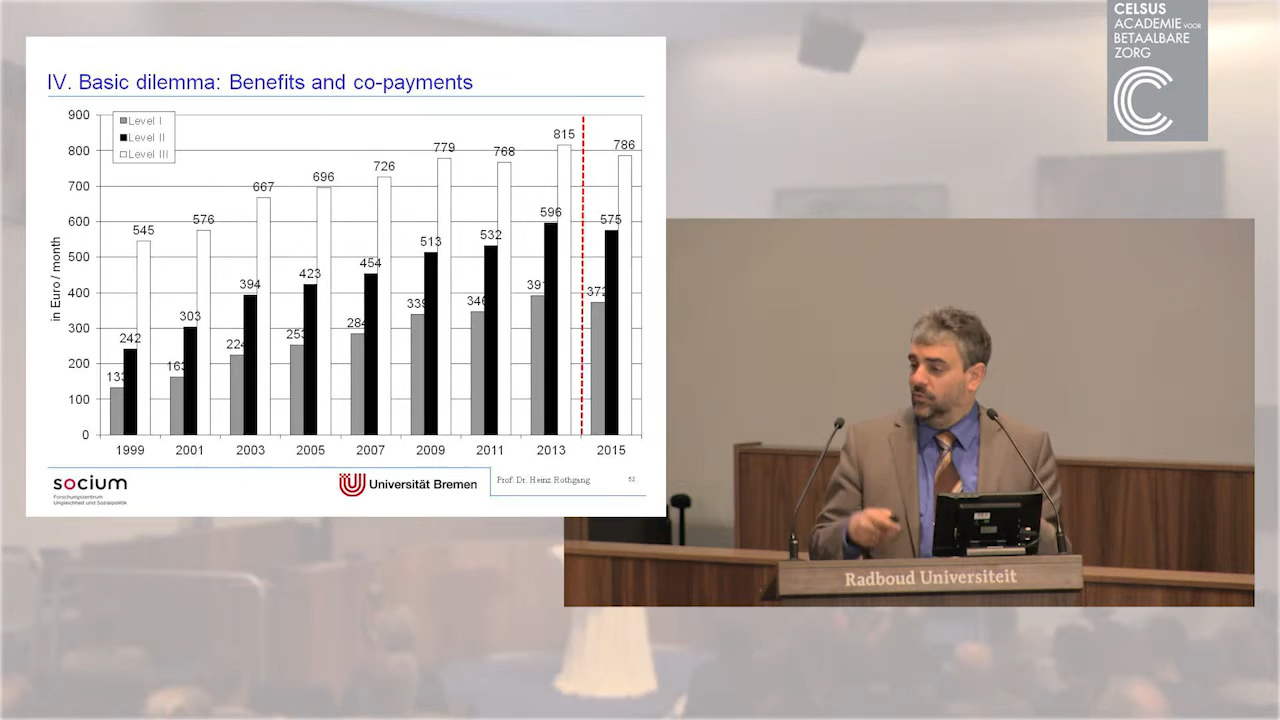 CELSUS
ACADEMIE VOOR
BETAALBARE
ZORG
IV. Basic dilemma: Benefits and co-payments
in Euro / month
900
800
700
600
500
400
300
200
100
0
Level I
Level II
Level III
133 242 545
163 303 576
224 394 667
253 423 696
284 454 726
339 513 779
346 532 768
391 596 815
372 575 786
1999 2001 2003 2005 2007 2009 2011 2013 2015
socium
Forschungszentrum
Ungleichheit und Sozialpolitik
Universität Bremen
Prof. Dr. Heinz Rothgang
52
Radboud Universiteit